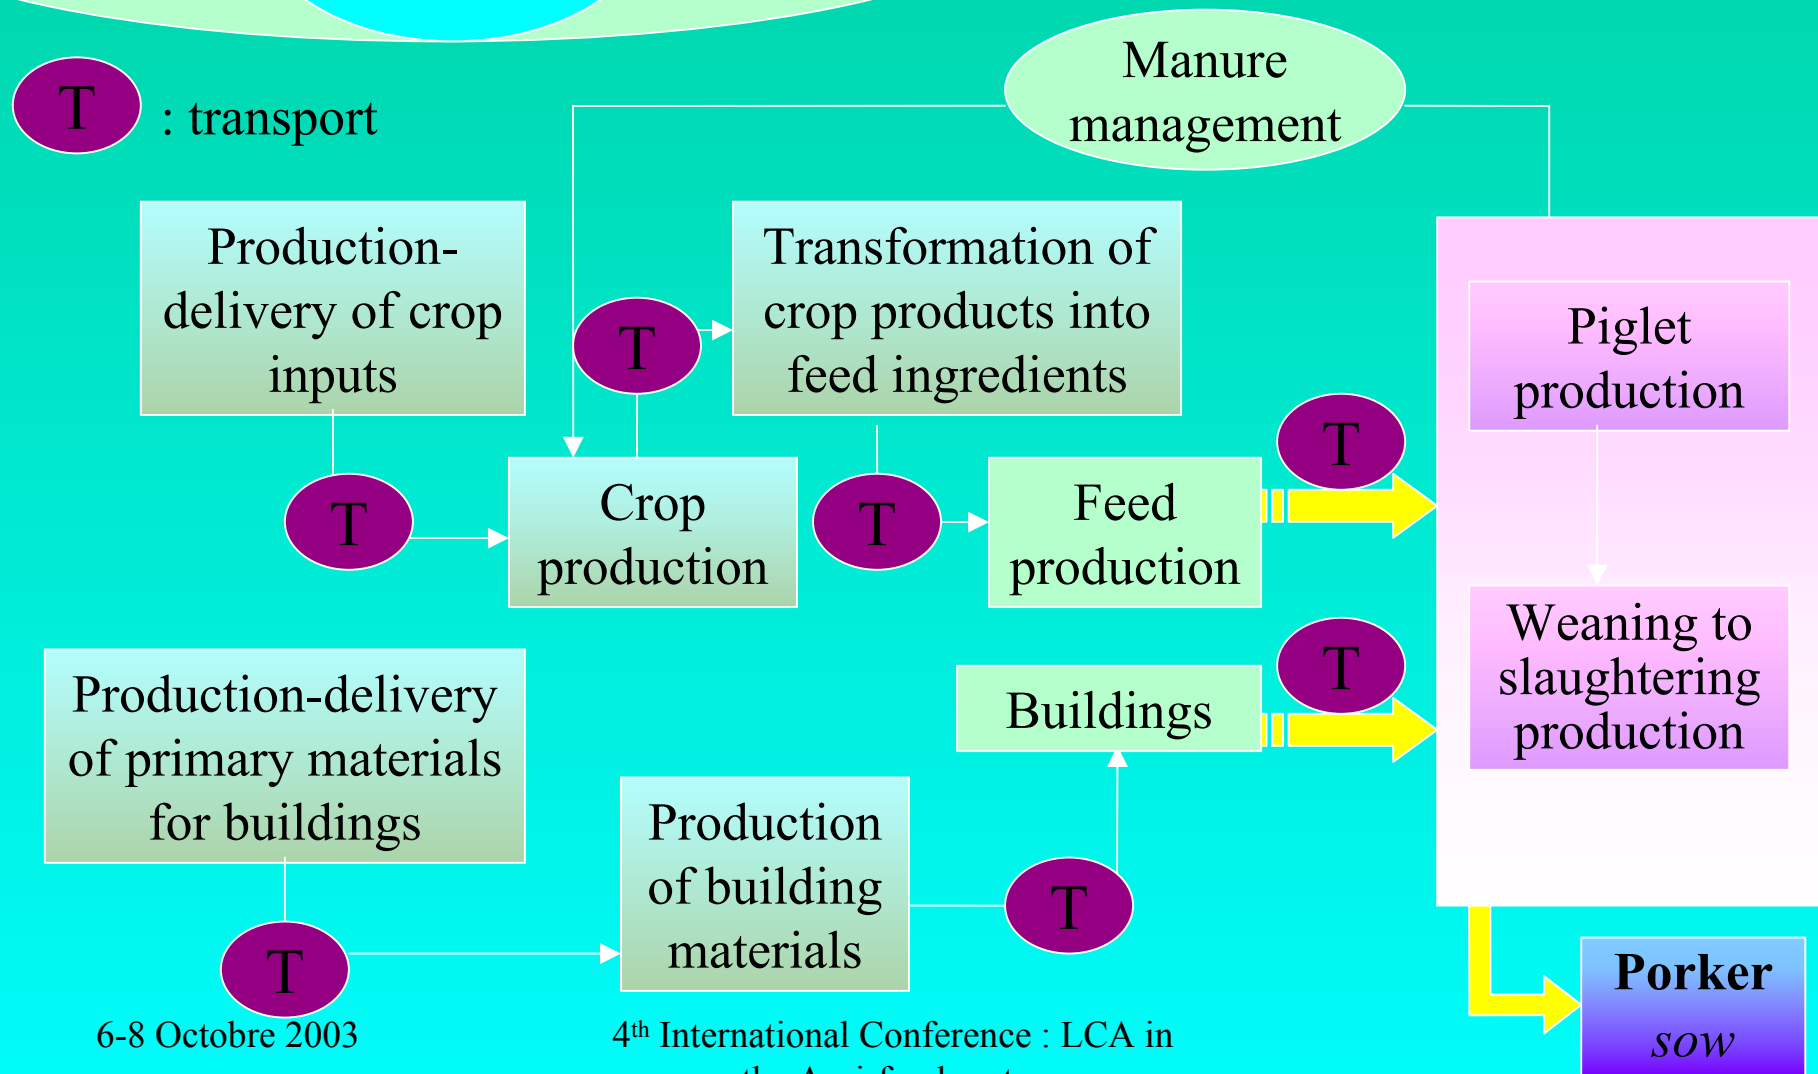 Manure
management
T
: transport
Production-
delivery of crop
inputs
T
Transformation of
crop products into
feed ingredients
Piglet
production
T
T
Crop
production
T
Feed
production
Weaning to
slaughtering
production
T
Production-delivery
of primary materials
for buildings
Buildings
Production
of building
materials
T
T
Porker
sow
6-8 Octobre 2003
4th International Conference : LCA in